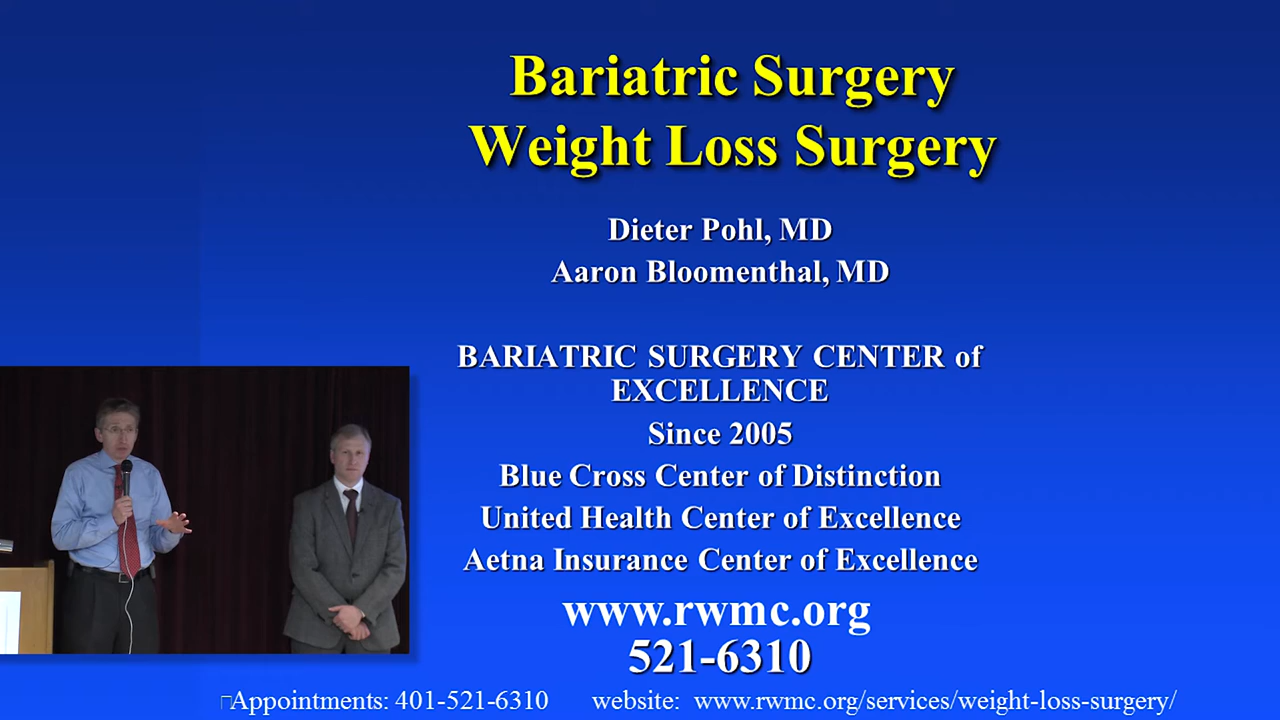 Bariatric Surgery
Weight Loss Surgery
Dieter Pohl, MD
Aaron Bloomenthal, MD
BARIATRIC SURGERY CENTER of
EXCELLENCE
Since 2005
Blue Cross Center of Distinction
United Health Center of Excellence
Aetna Insurance Center of Excellence
www.rwmc.org
521-6310
Appointments: 401-521-6310 website: www.rwmc.org/services/weight-loss-surgery/